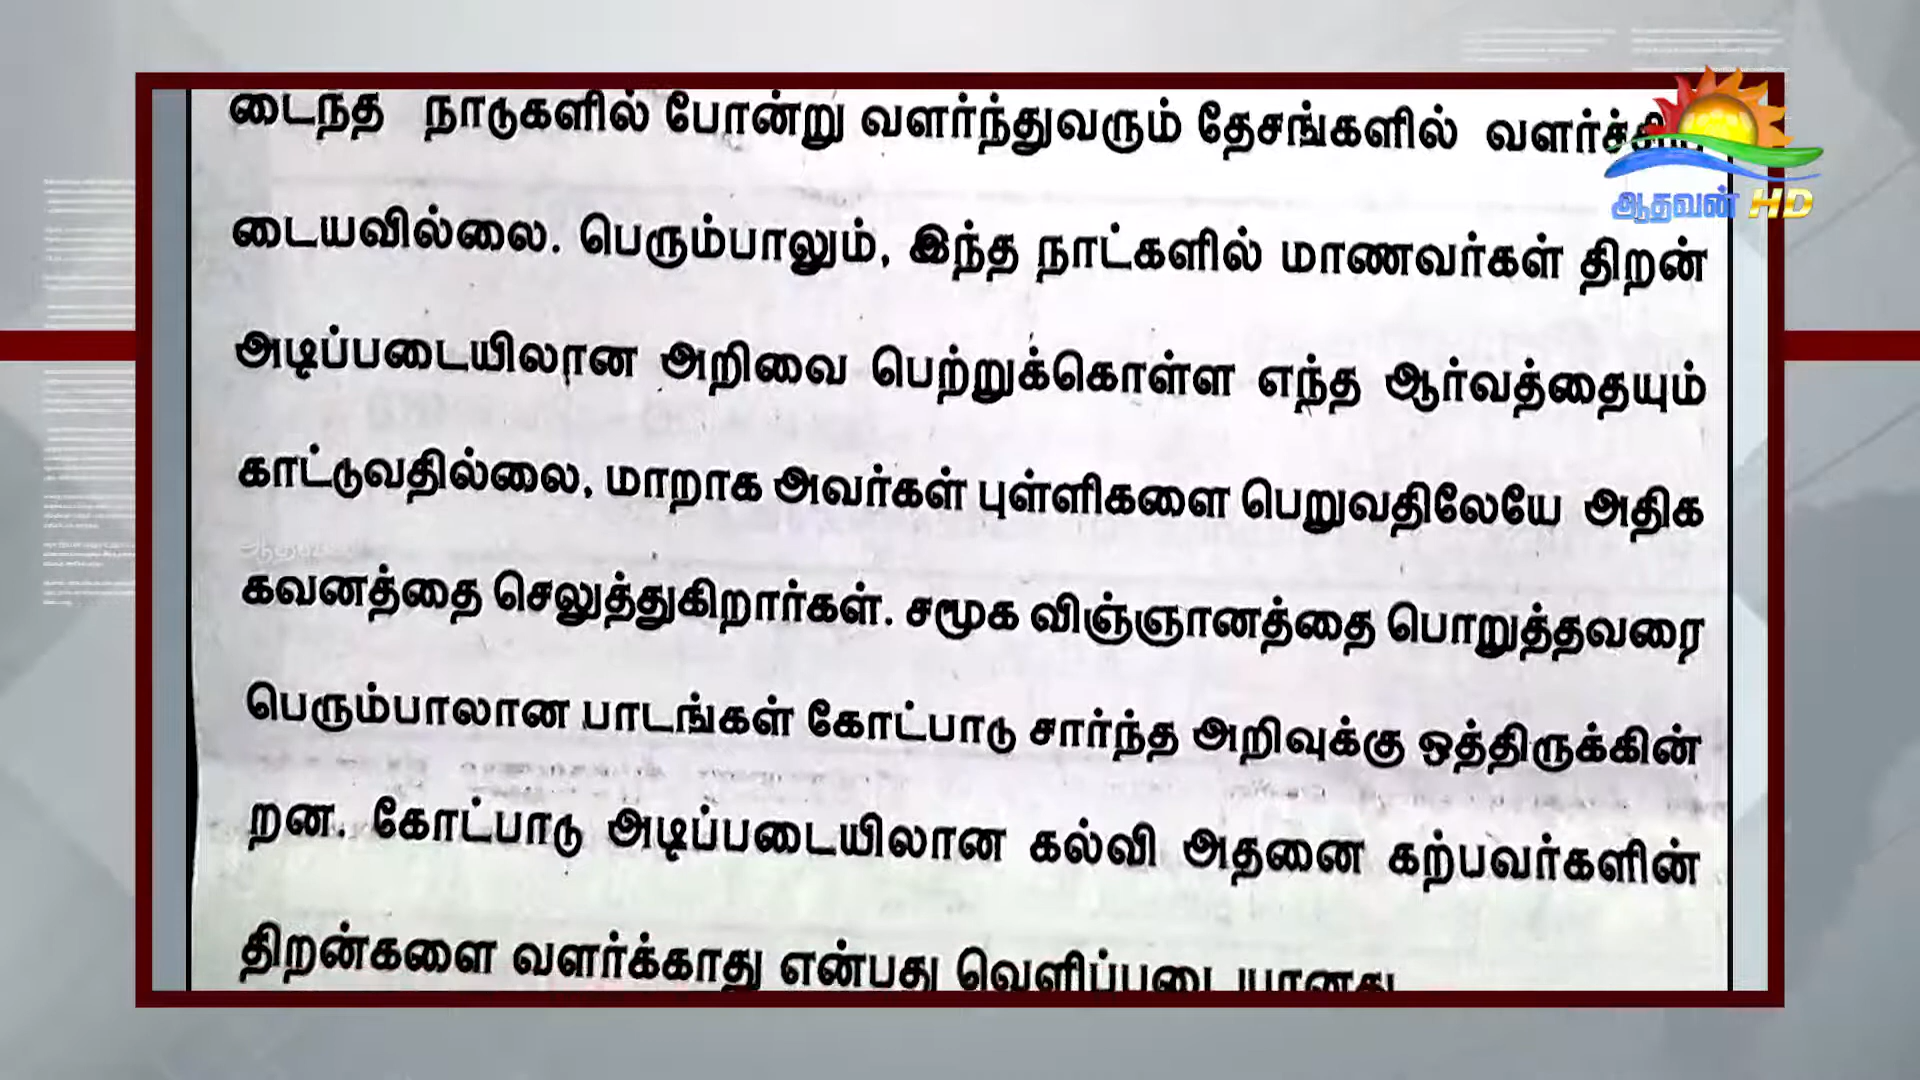 டைந்த நாடுகளில் போன்று வளர்ந்துவரும் தேசங்களில்
டையவில்லை. பெரும்பாலும், இந்த நாட்களில் மாணவர்கள் திறன்
அடிப்படையிலான அறிவை பெற்றுக்கொள்ள எந்த ஆர்வத்தையும்
காட்டுவதில்லை, மாறாக அவர்கள் புள்ளிகளை பெறுவதிலேயே அதிக
கவனத்தை செலுத்துகிறார்கள். சமூக விஞ்ஞானத்தை பொறுத்தவரை
பெரும்பாலான பாடங்கள் கோட்பாடு சார்ந்த அறிவுக்கு ஒத்திருக்கின்
றன. கோட்பாடு அடிப்படையிலான கல்வி அதனை கற்பவர்களின்
திறன்களை வளர்க்காது என்பது வெளிப்படையானது
ஆதவன் HD